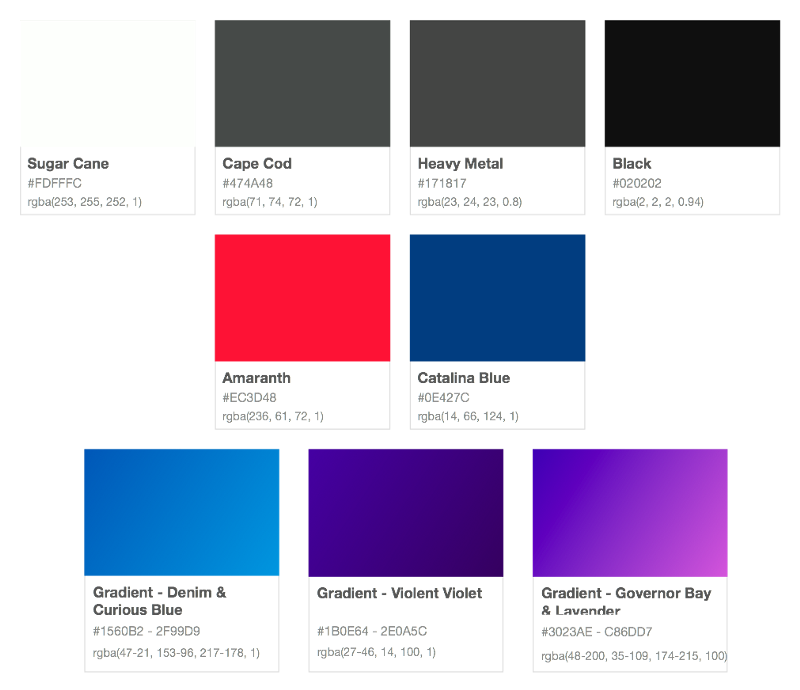 Sugar Cane
#FDFFFC
rgba(253, 255, 252, 1)
Cape Cod
#474A48
rgba(71, 74, 72, 1)
Heavy Metal
#171817
rgba(23, 24, 23, 0.8)
Black
#020202
rgba(2, 2, 2, 0.94)
Amaranth
#EC3D48
rgba(236, 61, 72, 1)
Catalina Blue
#0E427C
rgba(14, 66, 124, 1)
Gradient - Denim &
Curious Blue
#1560B2 - 2F99D9
rgba(47-21, 153-96, 217-178, 1)
Gradient - Violent Violet
#1B0E64 - 2E0A5C
rgba(27-46, 14, 100, 1)
Gradient - Governor Bay
& Lavender
#3023AE - C86DD7
rgba(48-200, 35-109, 174-215, 100)